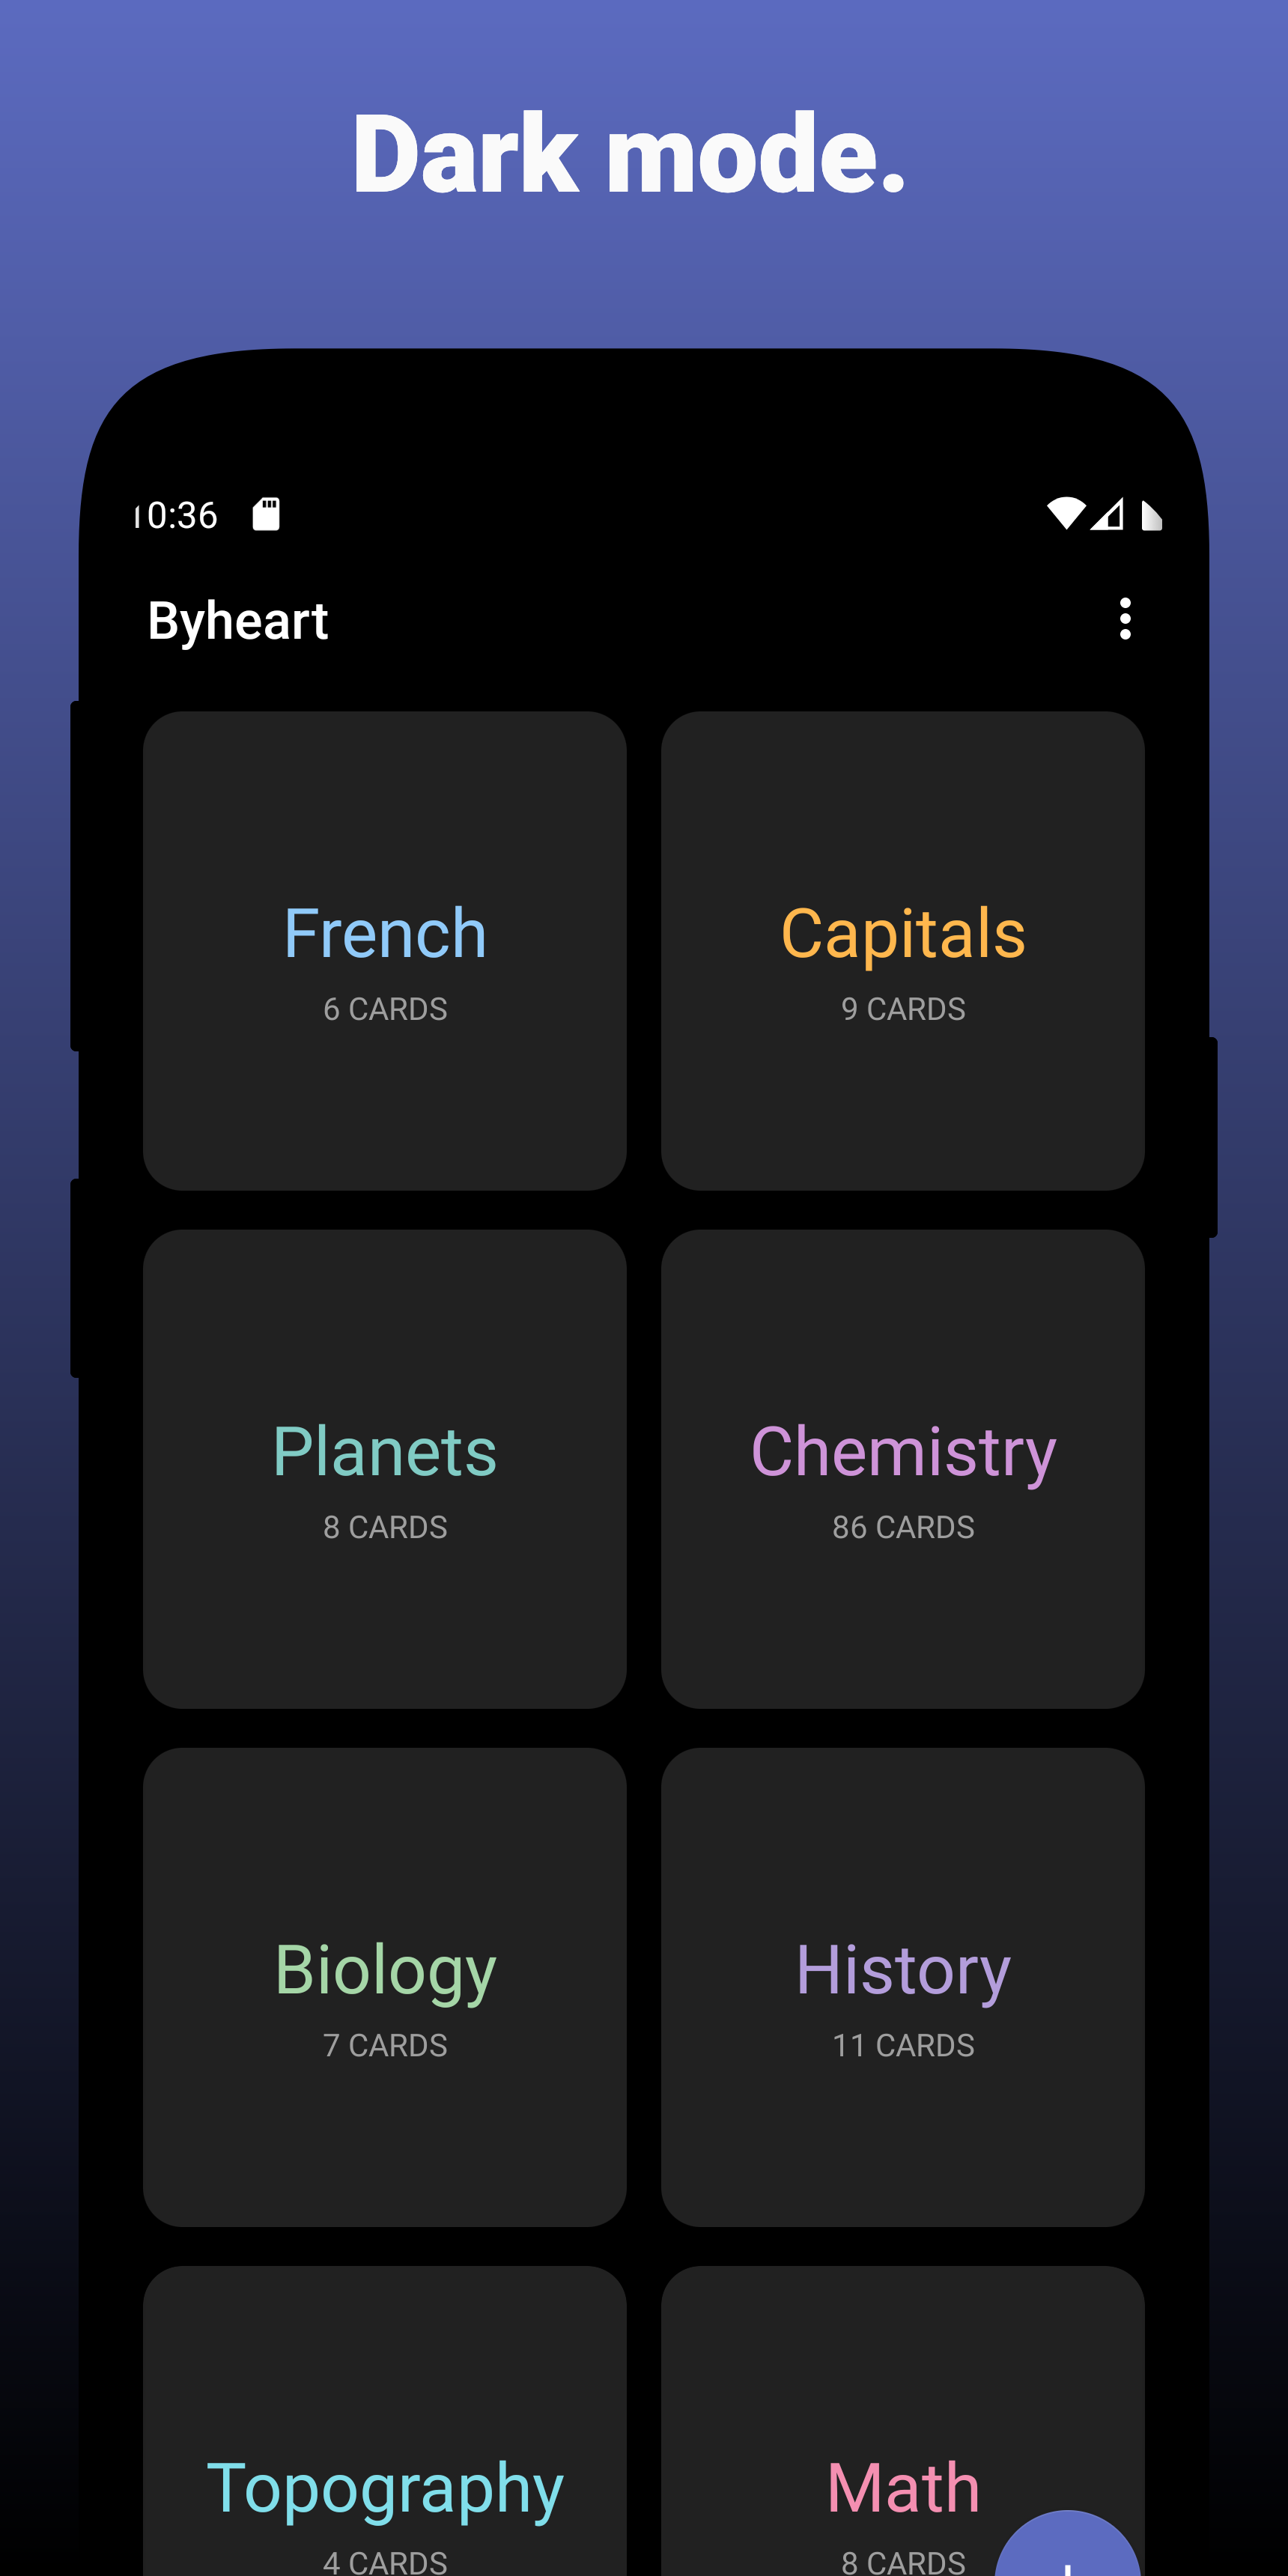 Dark mode.
10:36
Byheart
French
6 CARDS
Capitals
9 CARDS
Planets
8 CARDS
Chemistry
86 CARDS
Biology
7 CARDS
History
11 CARDS
Topography
4 CARDS
Math
8 CARDS